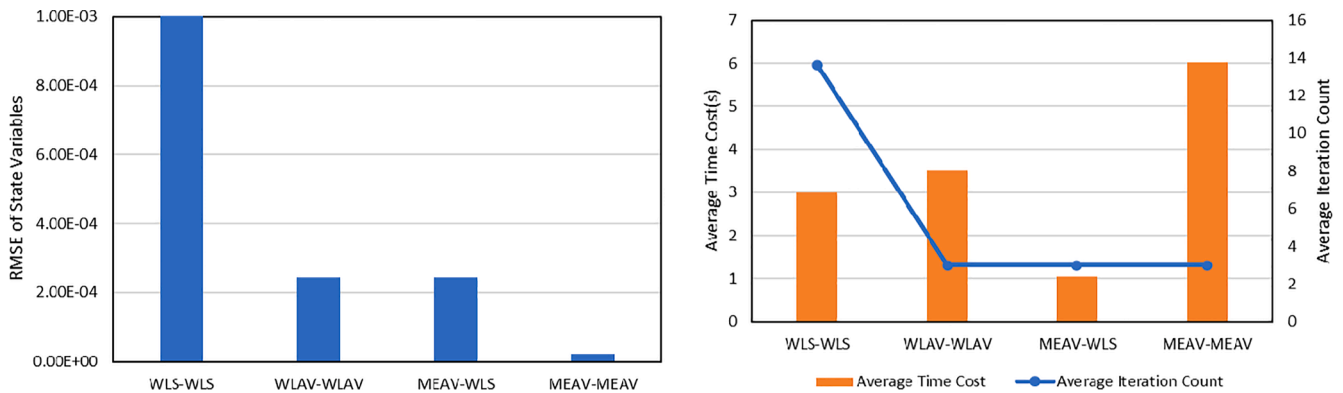 RMSE of State Variables
1.00E-03
8.00E-04
6.00E-04
4.00E-04
2.00E-04
0.00E+00
WLS-WLS WLAV-WLAV MEAV-WLS MEAV-MEAV
Average Time Cost(s)
7
6
5
4
3
2
1
0
16
14
12
10
8
6
4
2
0
Average Iteration Count
WLS-WLS WLAV-WLAV MEAV-WLS MEAV-MEAV
Average Time Cost Average Iteration Count